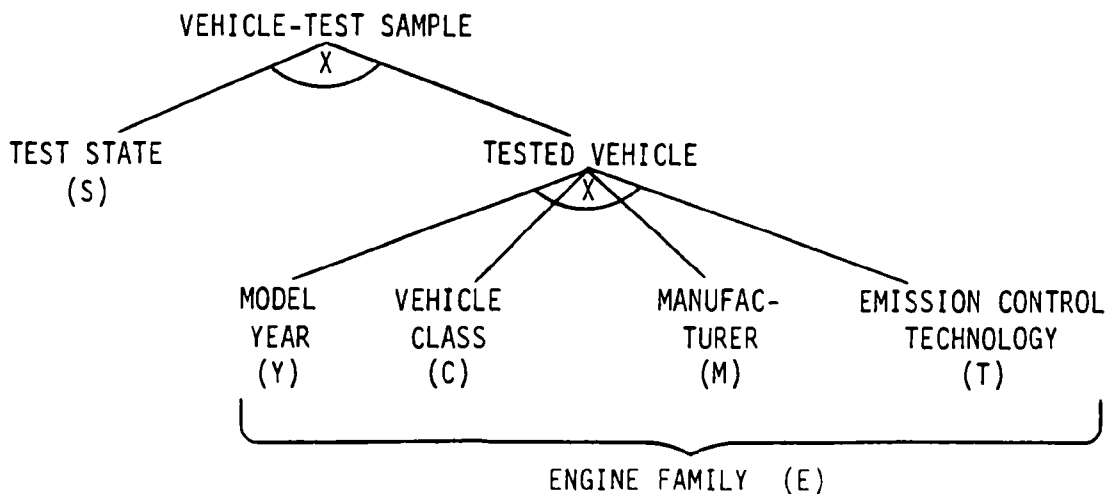 VEHICLE-TEST SAMPLE
X
TEST STATE
(S)
TESTED VEHICLE
X
MODEL
YEAR
(Y)
VEHICLE
CLASS
(C)
MANUFAC-
TURER
(M)
EMISSION CONTROL
TECHNOLOGY
(T)
ENGINE FAMILY (E)